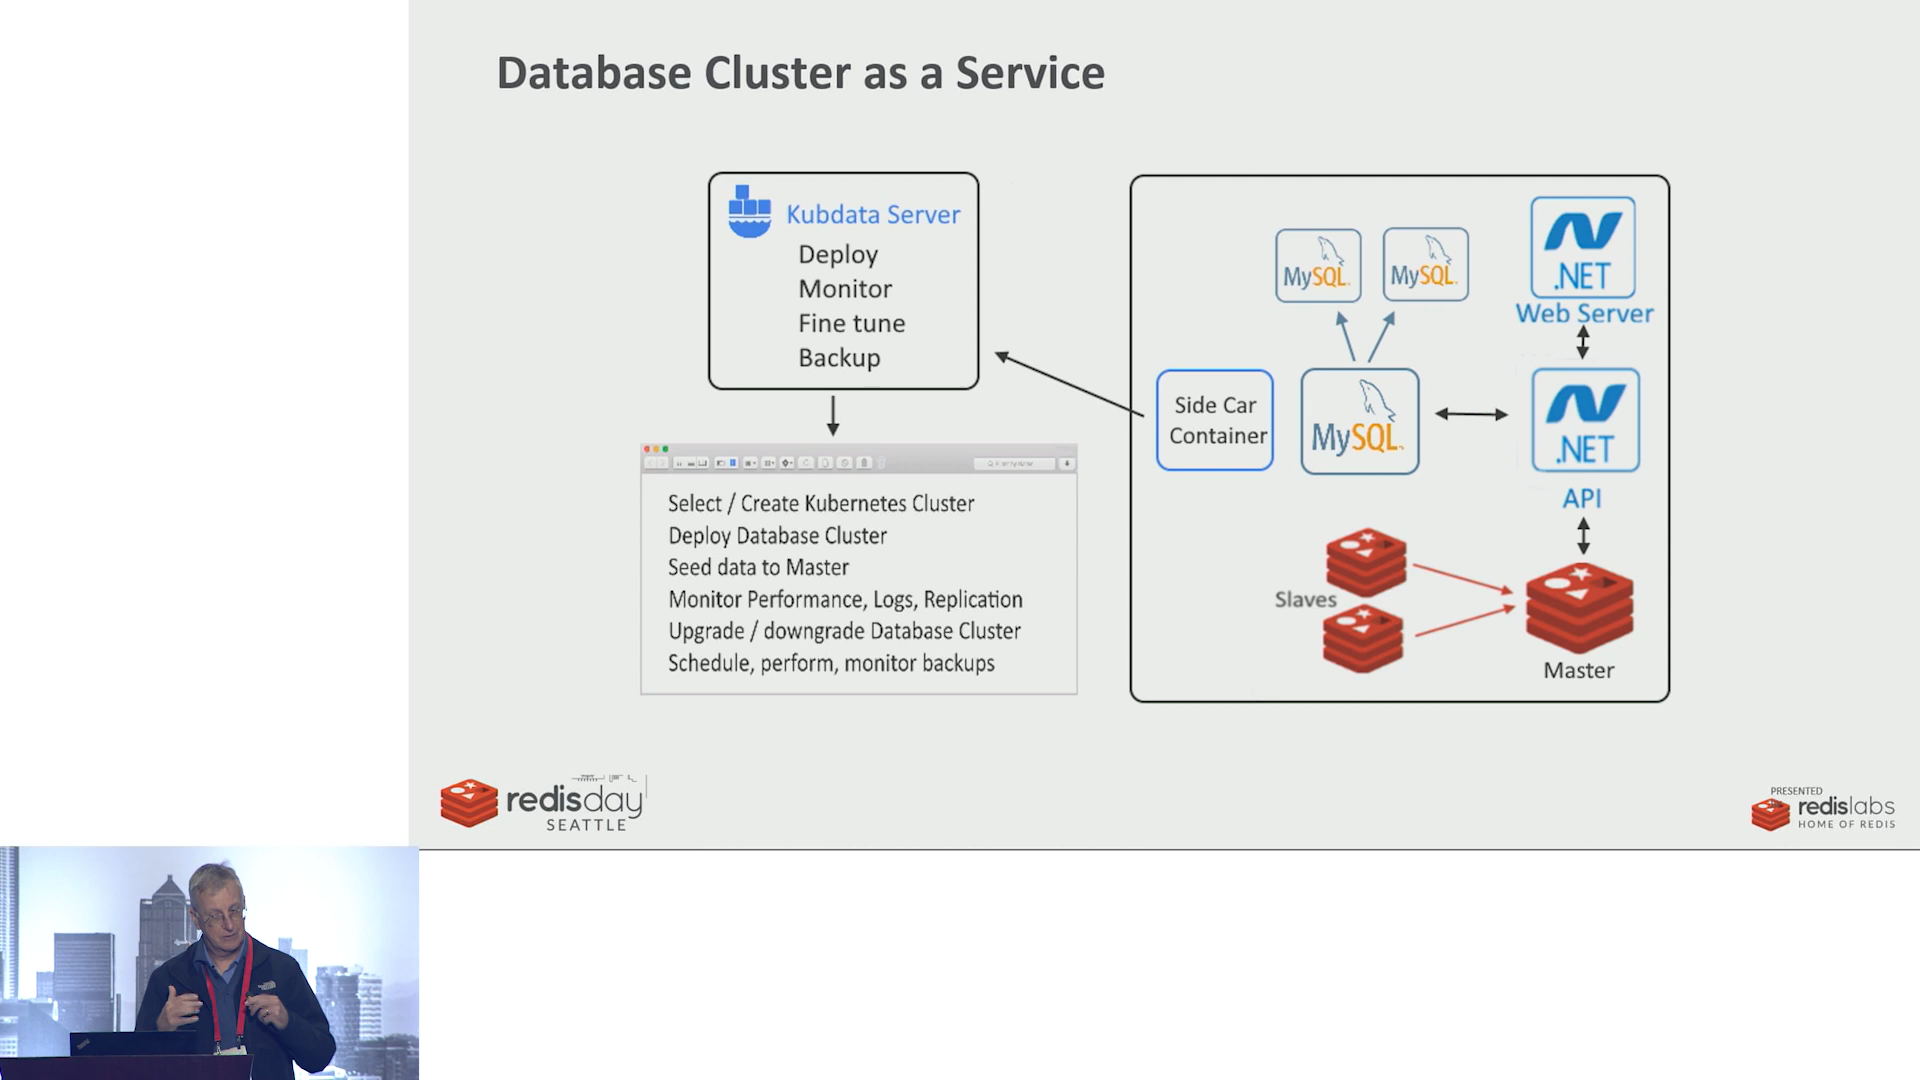 Database Cluster as a Service
Kubdata Server
Deploy
Monitor
Fine tune
Backup
Select / Create Kubernetes Cluster
Deploy Database Cluster
Seed data to Master
Monitor Performance, Logs, Replication
Upgrade / downgrade Database Cluster
Schedule, perform, monitor backups
Side Car
Container
MySQL
MySQL
MySQL
.NET
Web Server
.NET
API
Slaves
Master
redisday
SEATTLE
PRESENTED
redislabs
HOME OF REDIS